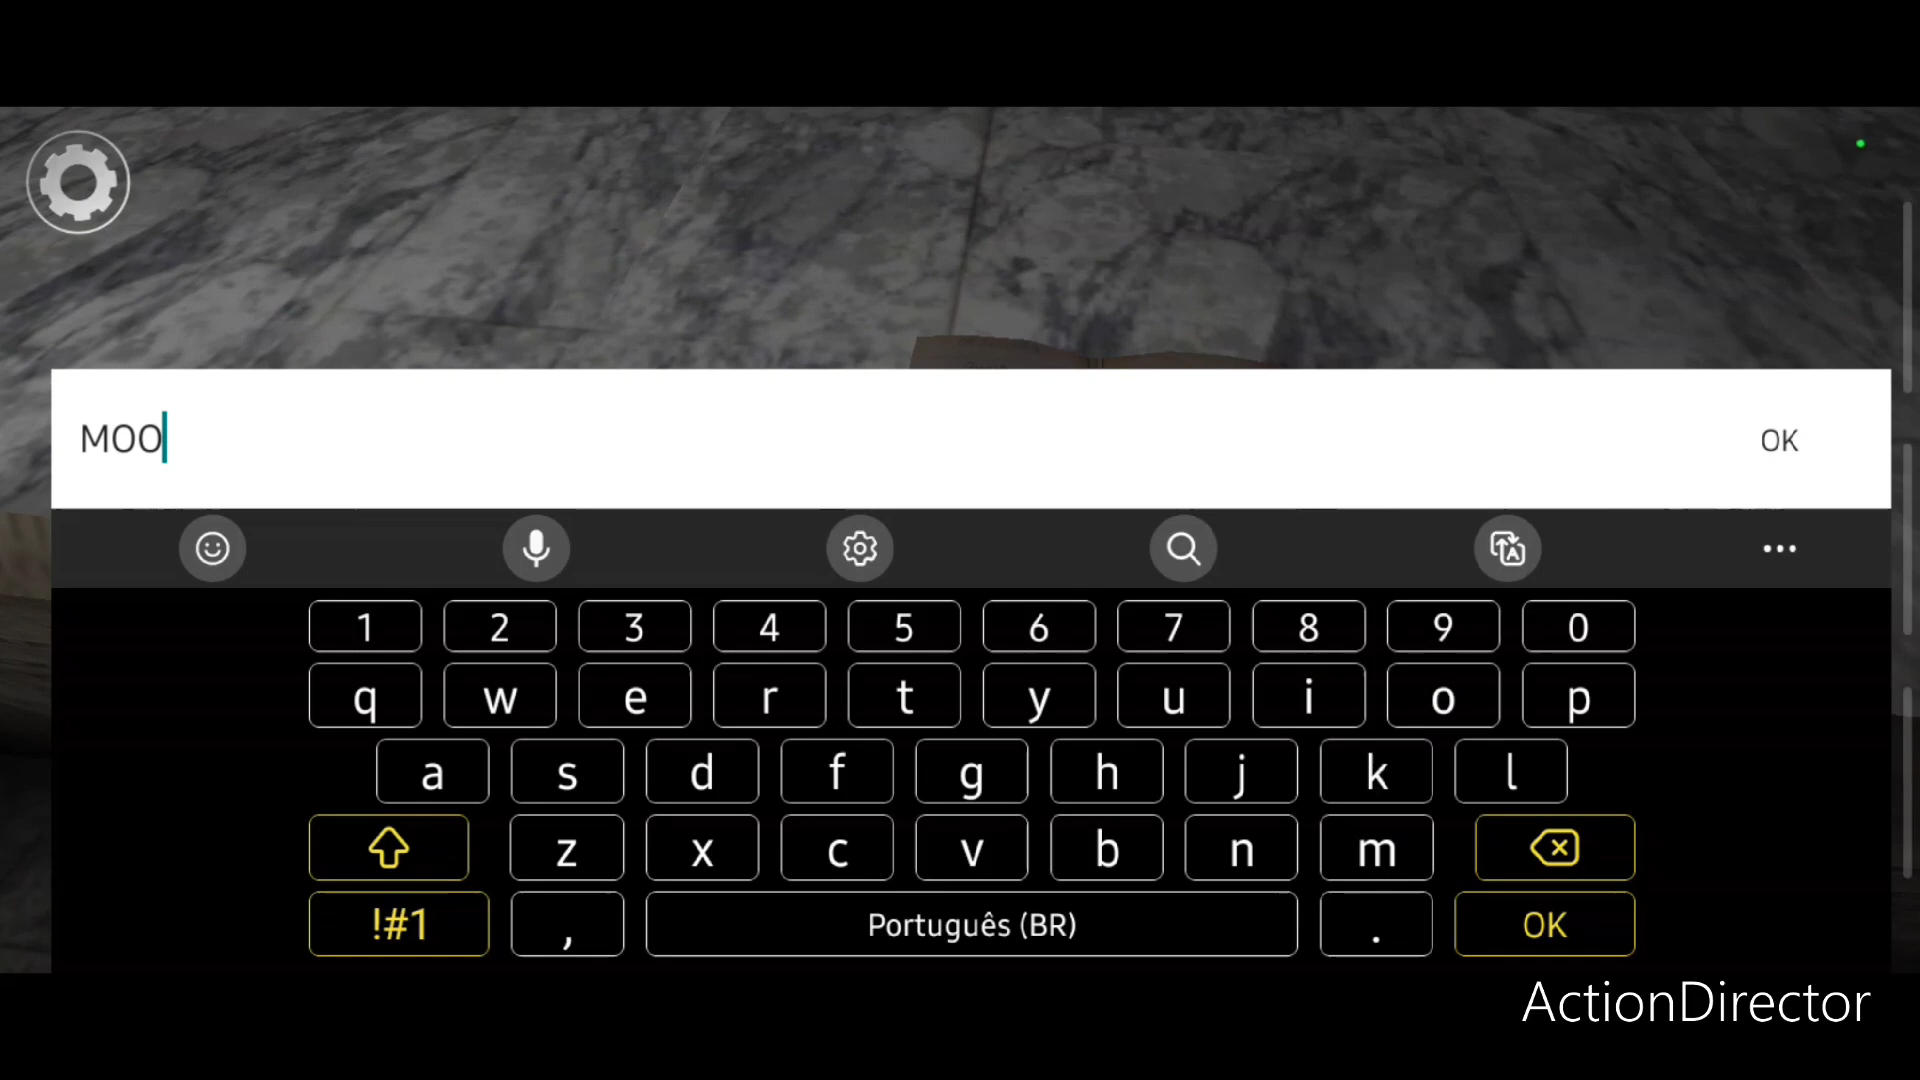 MOO
OK
1 2 3 4 5 6 7 8 9 0
q w e r t y u i o p
a s d f g h j k l
z x c v b n m
!#1 , Português (BR) . OK
ActionDirector